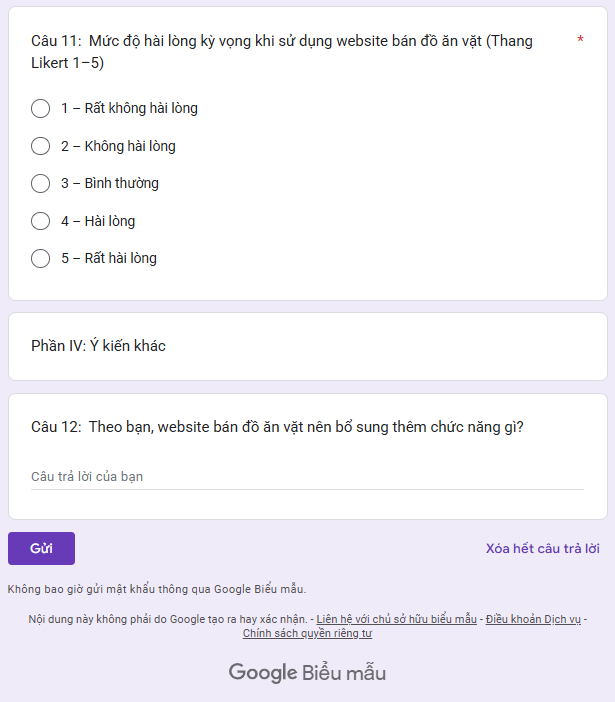 Câu 11:  Mức độ hài lòng kỳ vọng khi sử dụng website bán đồ ăn vặt (Thang *
Likert 1–5)
1 – Rất không hài lòng
2 – Không hài lòng
3 – Bình thường
4 – Hài lòng
5 – Rất hài lòng
Phần IV: Ý kiến khác
Câu 12:  Theo bạn, website bán đồ ăn vặt nên bổ sung thêm chức năng gì?
Câu trả lời của bạn
Gửi
Xóa hết câu trả lời
Không bao giờ gửi mật khẩu thông qua Google Biểu mẫu.
Nội dung này không phải do Google tạo ra hay xác nhận. - Liên hệ với chủ sở hữu biểu mẫu - Điều khoản Dịch vụ -
Chính sách quyền riêng tư
Google Biểu mẫu